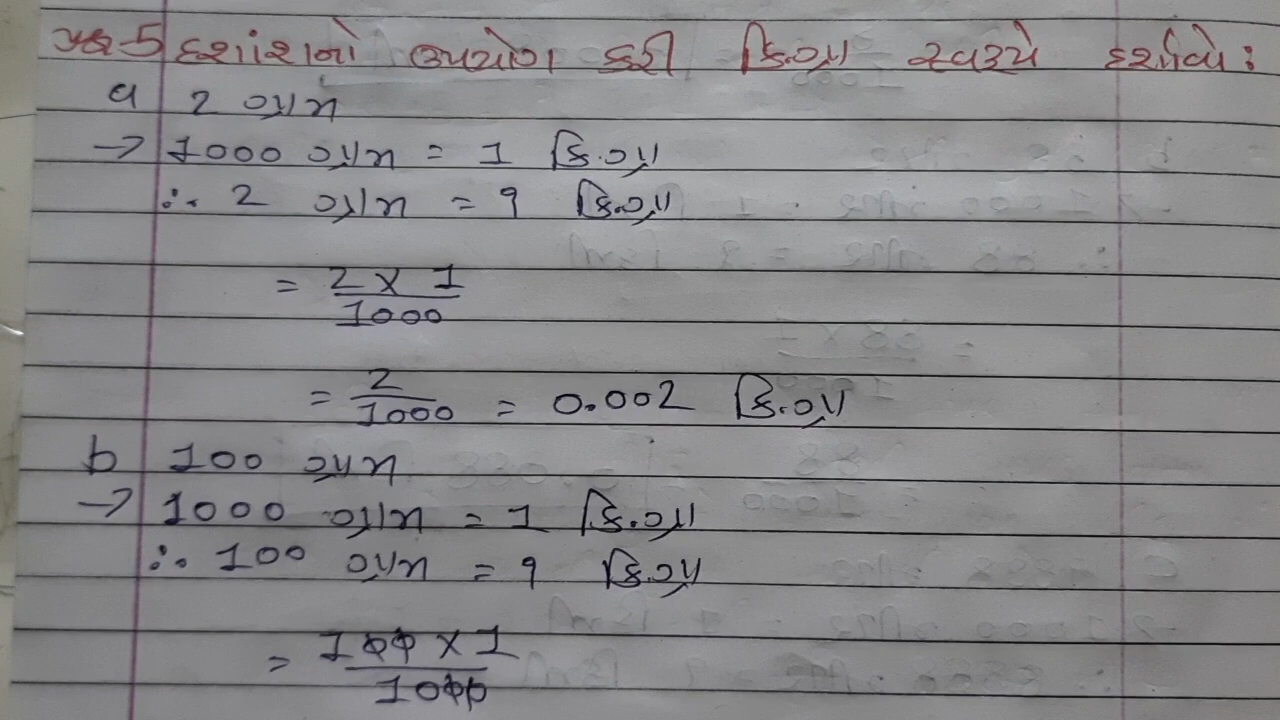 પ્રશ્ન-5 દશાંશનો ઉપયોગ કરી કિ.ગ્રા સ્વરૂપે દર્શાવો :
a 2 ગ્રામ
→ 1000 ગ્રામ = 1 કિ.ગ્રા
∴ 2 ગ્રામ = ? કિ.ગ્રા
= 2 × 1
1000
= 2
1000 = 0.002 કિ.ગ્રા
b 100 ગ્રામ
→ 1000 ગ્રામ = 1 કિ.ગ્રા
∴ 100 ગ્રામ = ? કિ.ગ્રા
= 100 × 1
1000